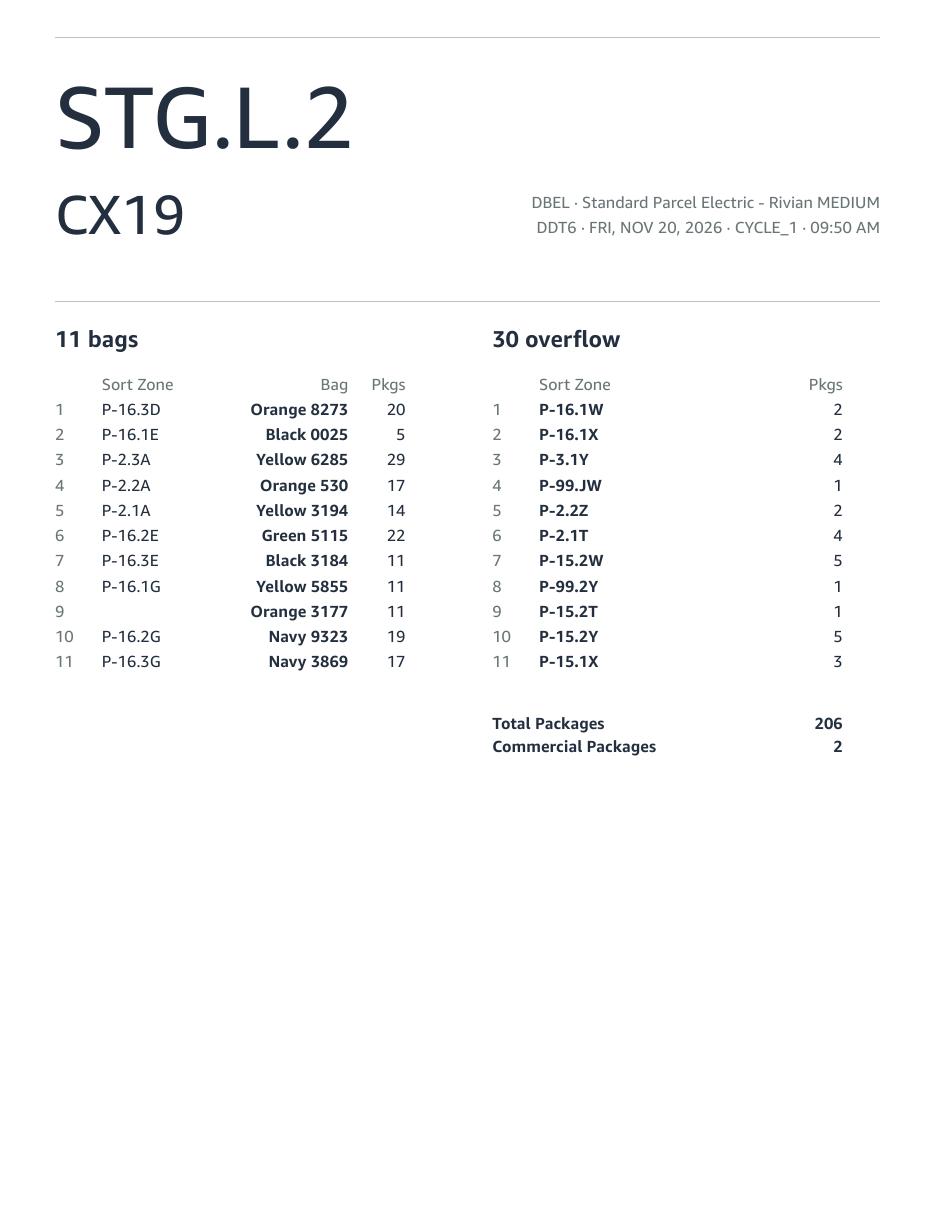 STG.L.2
CX19
DBEL · Standard Parcel Electric - Rivian MEDIUM
DDT6 · FRI, NOV 20, 2026 · CYCLE_1 · 09:50 AM
11 bags
Sort Zone Bag Pkgs
1 P-16.3D Orange 8273 20
2 P-16.1E Black 0025 5
3 P-2.3A Yellow 6285 29
4 P-2.2A Orange 530 17
5 P-2.1A Yellow 3194 14
6 P-16.2E Green 5115 22
7 P-16.3E Black 3184 11
8 P-16.1G Yellow 5855 11
9 Orange 3177 11
10 P-16.2G Navy 9323 19
11 P-16.3G Navy 3869 17
30 overflow
Sort Zone Pkgs
1 P-16.1W 2
2 P-16.1X 2
3 P-3.1Y 4
4 P-99.JW 1
5 P-2.2Z 2
6 P-2.1T 4
7 P-15.2W 5
8 P-99.2Y 1
9 P-15.2T 1
10 P-15.2Y 5
11 P-15.1X 3
Total Packages 206
Commercial Packages 2